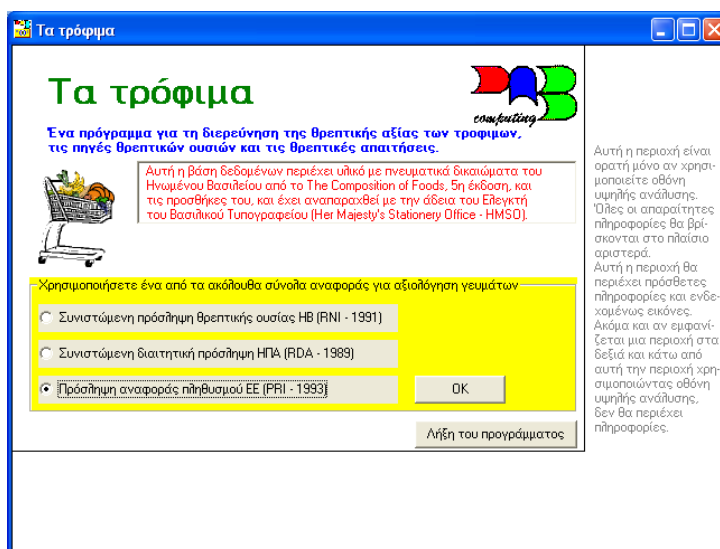 Τα τρόφιμα
Τα τρόφιμα
computing
Ένα πρόγραμμα για τη διερεύνηση της θρεπτικής αξίας των τροφιμων,
τις πηγές θρεπτικών ουσιών και τις θρεπτικές απαιτήσεις.
Αυτή η βάση δεδομένων περιέχει υλικό με πνευματικά δικαιώματα του
Ηνωμένου Βασιλείου από το The Composition of Foods, 5η έκδοση, και
τις προσθήκες του, και έχει αναπαραχθεί με την άδεια του Ελεγκτή
του Βασιλικού Τυπογραφείου (Her Majesty's Stationery Office - HMSO).
Χρησιμοποιήσετε ένα από τα ακόλουθα σύνολα αναφοράς για αξιολόγηση γευμάτων
Συνιστώμενη πρόσληψη θρεπτικής ουσίας ΗΒ (RNI - 1991)
Συνιστώμενη διαιτητική πρόσληψη ΗΠΑ (RDA - 1989)
Πρόσληψη αναφοράς πληθυσμού ΕΕ (PRI - 1993)
OK
Λήξη του προγράμματος
Αυτή η περιοχή είναι
ορατή μόνο αν χρησι-
μοποιείτε οθόνη
υψηλής ανάλυσης.
Όλες οι απαραίτητες
πληροφορίες θα βρί-
σκονται στο πλαίσιο
αριστερά.
Αυτή η περιοχή θα
περιέχει πρόσθετες
πληροφορίες και ενδε-
χομένως εικόνες.
Ακόμα και αν εμφανί-
ζεται μια περιοχή στα
δεξιά και κάτω από
αυτή την περιοχή χρη-
σιμοποιώντας οθόνη
υψηλής ανάλυσης,
δεν θα περιέχει
πληροφορίες.